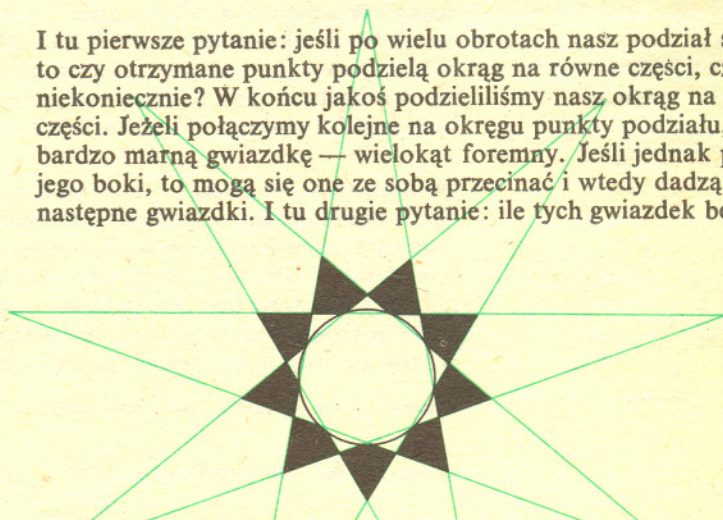 I tu pierwsze pytanie: jeśli po wielu obrotach nasz podział
to czy otrzymane punkty podzielą okrąg na równe części,
niekoniecznie? W końcu jakoś podzieliliśmy nasz okrąg na
części. Jeżeli połączymy kolejne na okręgu punkty podziału,
bardzo marną gwiazdkę — wielokąt foremny. Jeśli jednak
jego boki, to mogą się one ze sobą przecinać i wtedy dadzą
następne gwiazdki. I tu drugie pytanie: ile tych gwiazdek